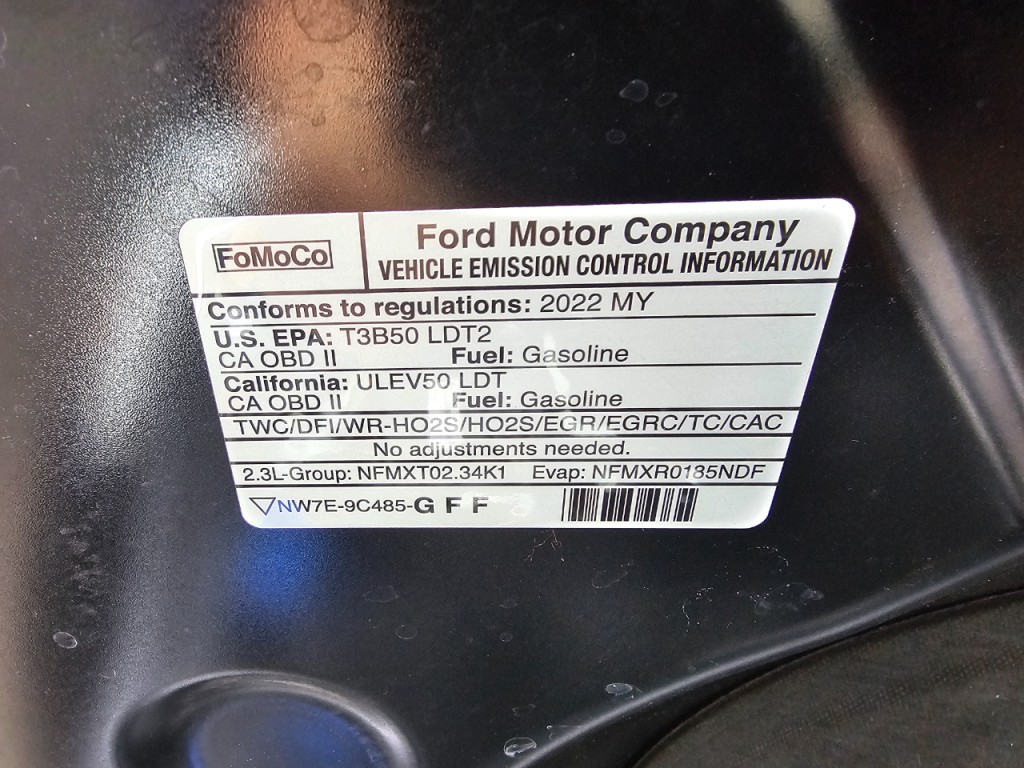 FoMoCo
Ford Motor Company
VEHICLE EMISSION CONTROL INFORMATION
Conforms to regulations: 2022 MY
U.S. EPA: T3B50 LDT2
CA OBD II Fuel: Gasoline
California: ULEV50 LDT
CA OBD II Fuel: Gasoline
TWC/DFI/WR-HO2S/HO2S/EGR/EGRC/TC/CAC
No adjustments needed.
2.3L-Group: NFMXT02.34K1 Evap: NFMXR0185NDF
▽NW7E-9C485-G F F